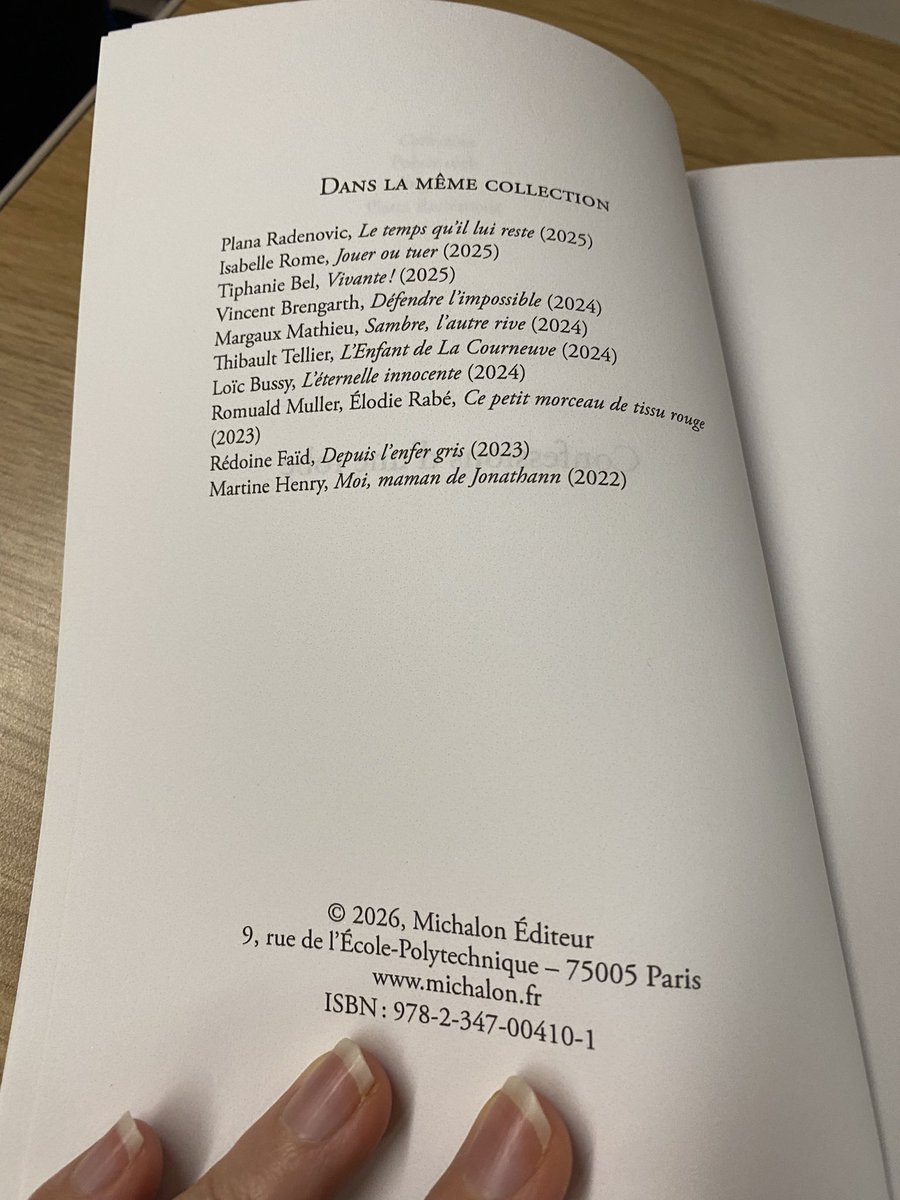 Dans la même collection
Plana Radenovic, Le temps qu'il lui reste (2025)
Isabelle Rome, Jouer ou tuer (2025)
Tiphanie Bel, Vivante ! (2025)
Vincent Brengarth, Défendre l'impossible (2024)
Margaux Mathieu, Sambre, l'autre rive (2024)
Thibault Tellier, L'Enfant de La Courneuve (2024)
Loïc Bussy, L'éternelle innocente (2024)
Romuald Muller, Élodie Rabé, Ce petit morceau de tissu rouge
(2023)
Rédoine Faïd, Depuis l'enfer gris (2023)
Martine Henry, Moi, maman de Jonathann (2022)
© 2026, Michalon Éditeur
9, rue de l'École-Polytechnique – 75005 Paris
www.michalon.fr
ISBN : 978-2-347-00410-1